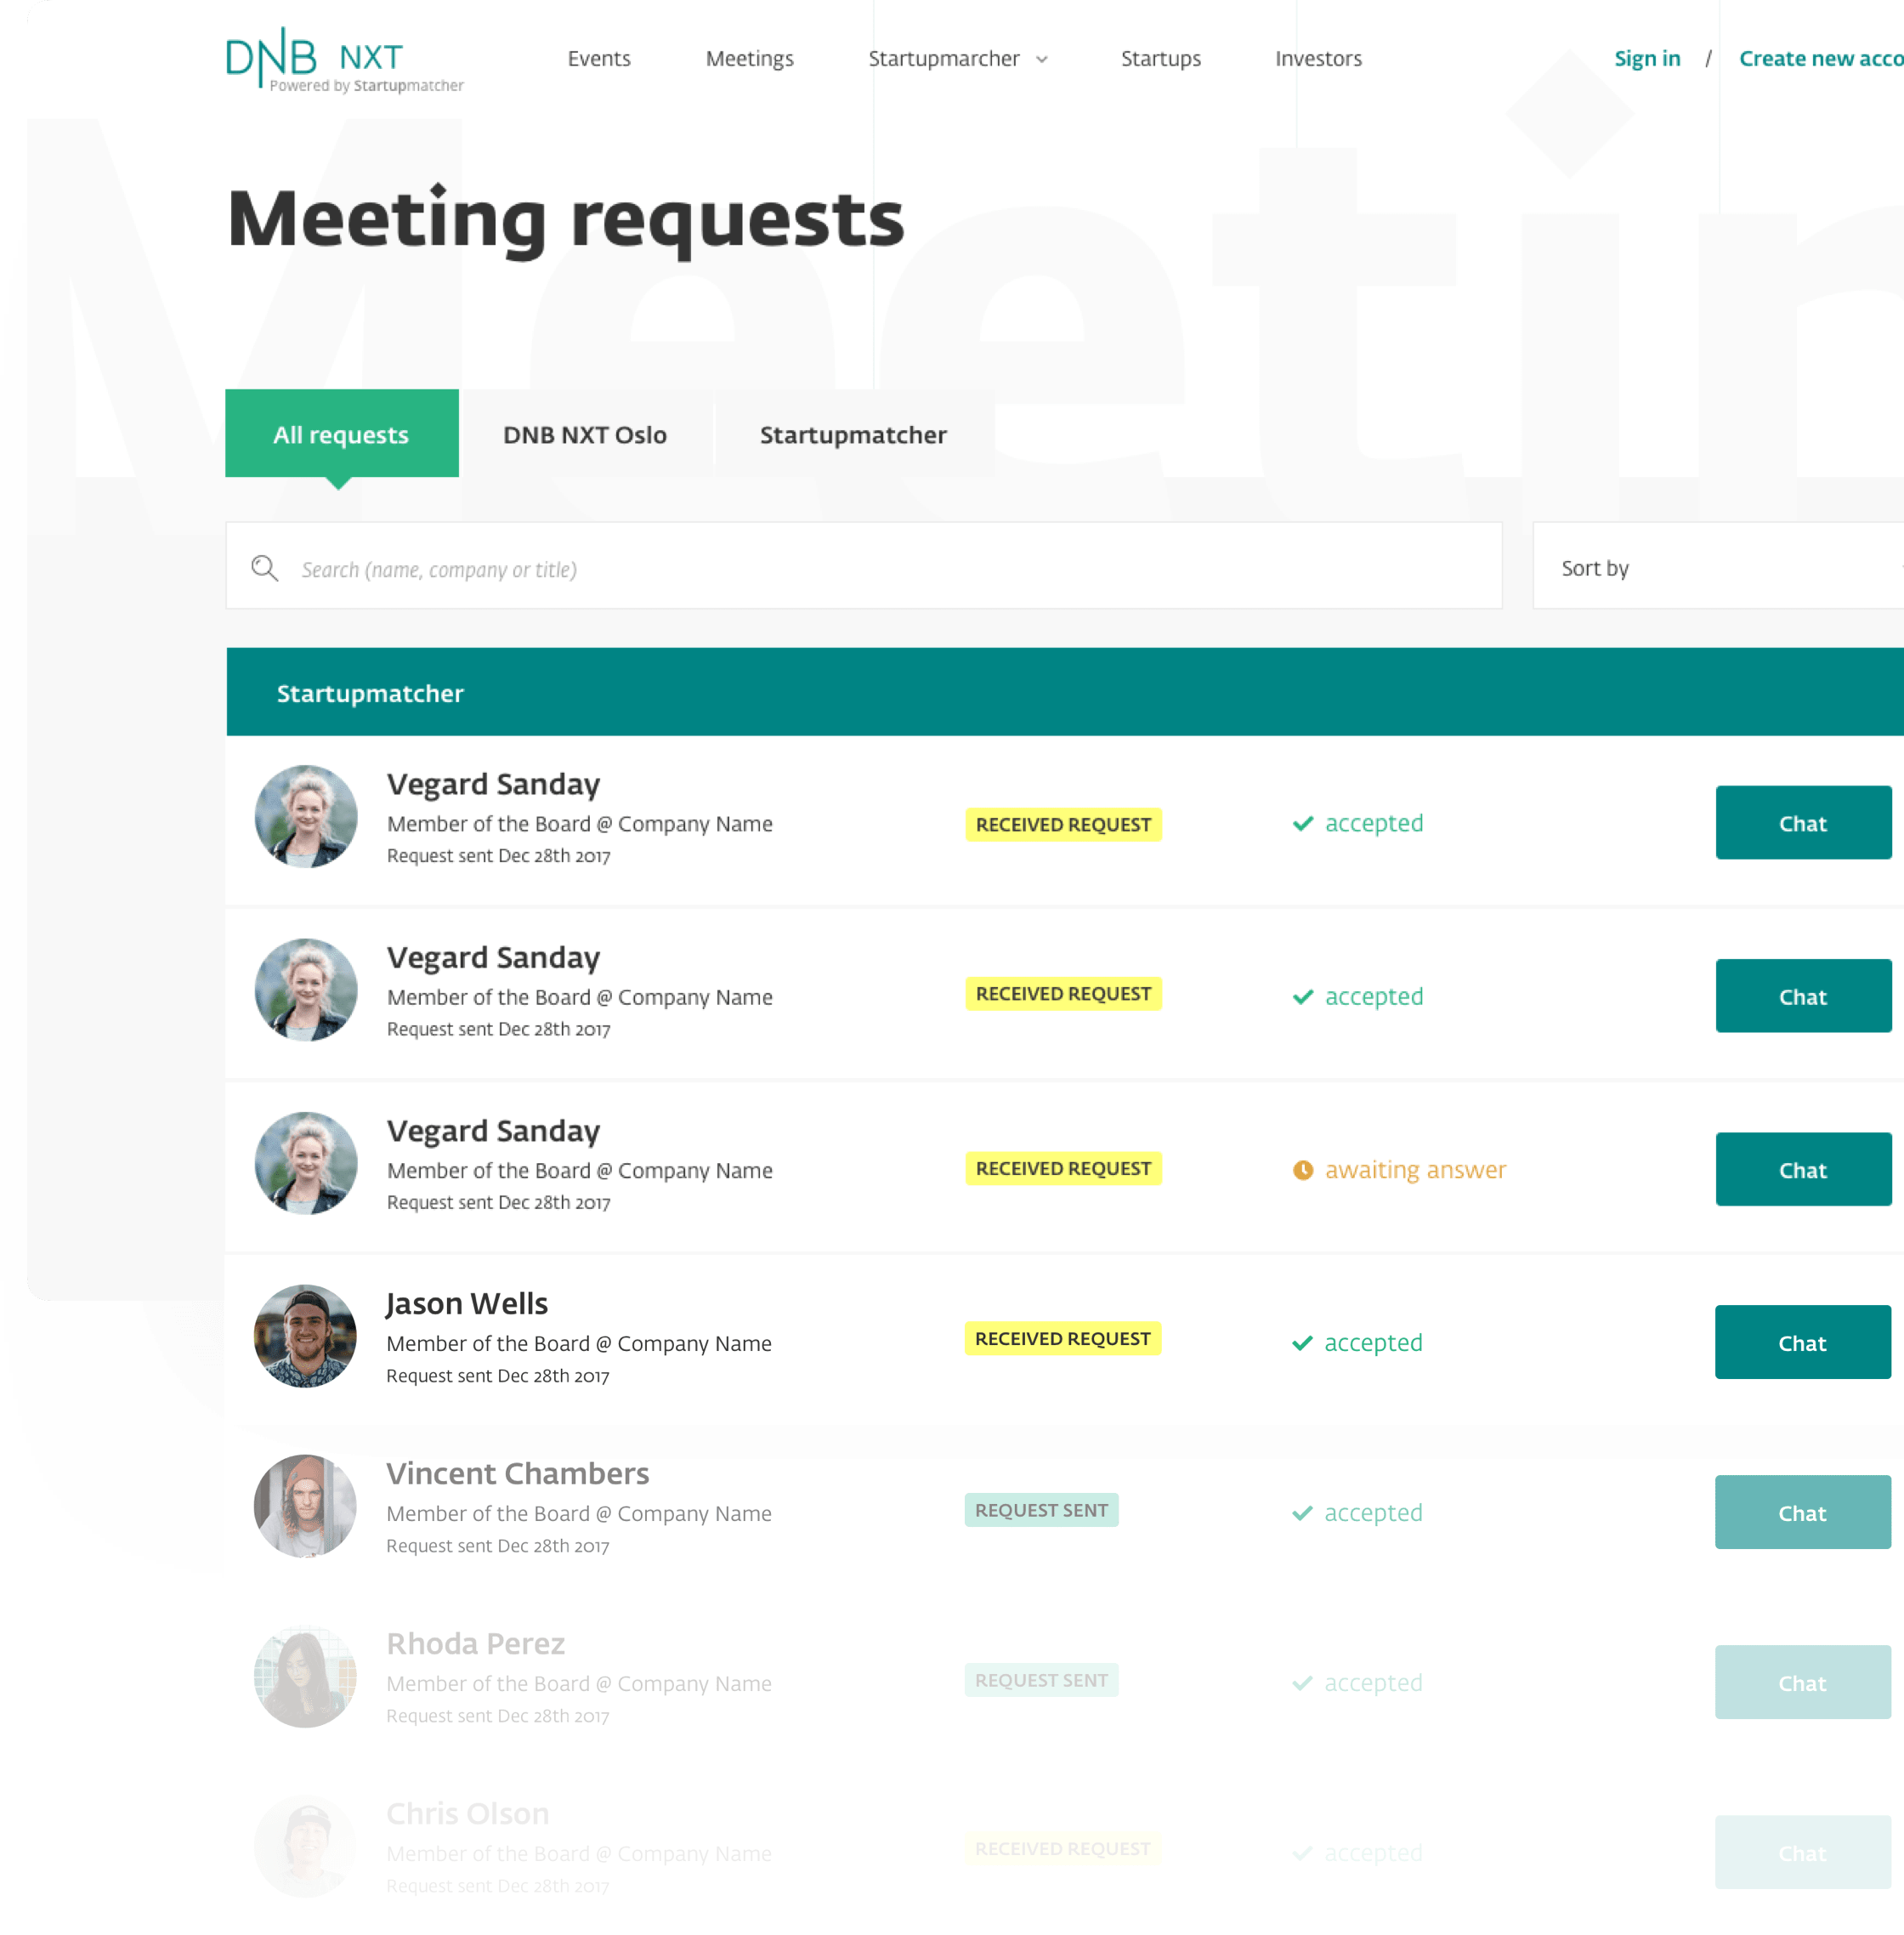 DNB NXT
Powered by Startupmatcher
Events Meetings Startupmarcher Startups Investors Sign in / Create new acco
Meetin
Meeting requests
All requests DNB NXT Oslo Startupmatcher
Search (name, company or title) Sort by
Startupmatcher
Vegard Sanday
Member of the Board @ Company Name RECEIVED REQUEST accepted Chat
Request sent Dec 28th 2017
Vegard Sanday
Member of the Board @ Company Name RECEIVED REQUEST accepted Chat
Request sent Dec 28th 2017
Vegard Sanday
Member of the Board @ Company Name RECEIVED REQUEST awaiting answer Chat
Request sent Dec 28th 2017
Jason Wells
Member of the Board @ Company Name RECEIVED REQUEST accepted Chat
Request sent Dec 28th 2017
Vincent Chambers
Member of the Board @ Company Name REQUEST SENT accepted Chat
Request sent Dec 28th 2017
Rhoda Perez
Member of the Board @ Company Name REQUEST SENT accepted Chat
Request sent Dec 28th 2017
Chris Olson
Member of the Board @ Company Name RECEIVED REQUEST accepted Chat
Request sent Dec 28th 2017